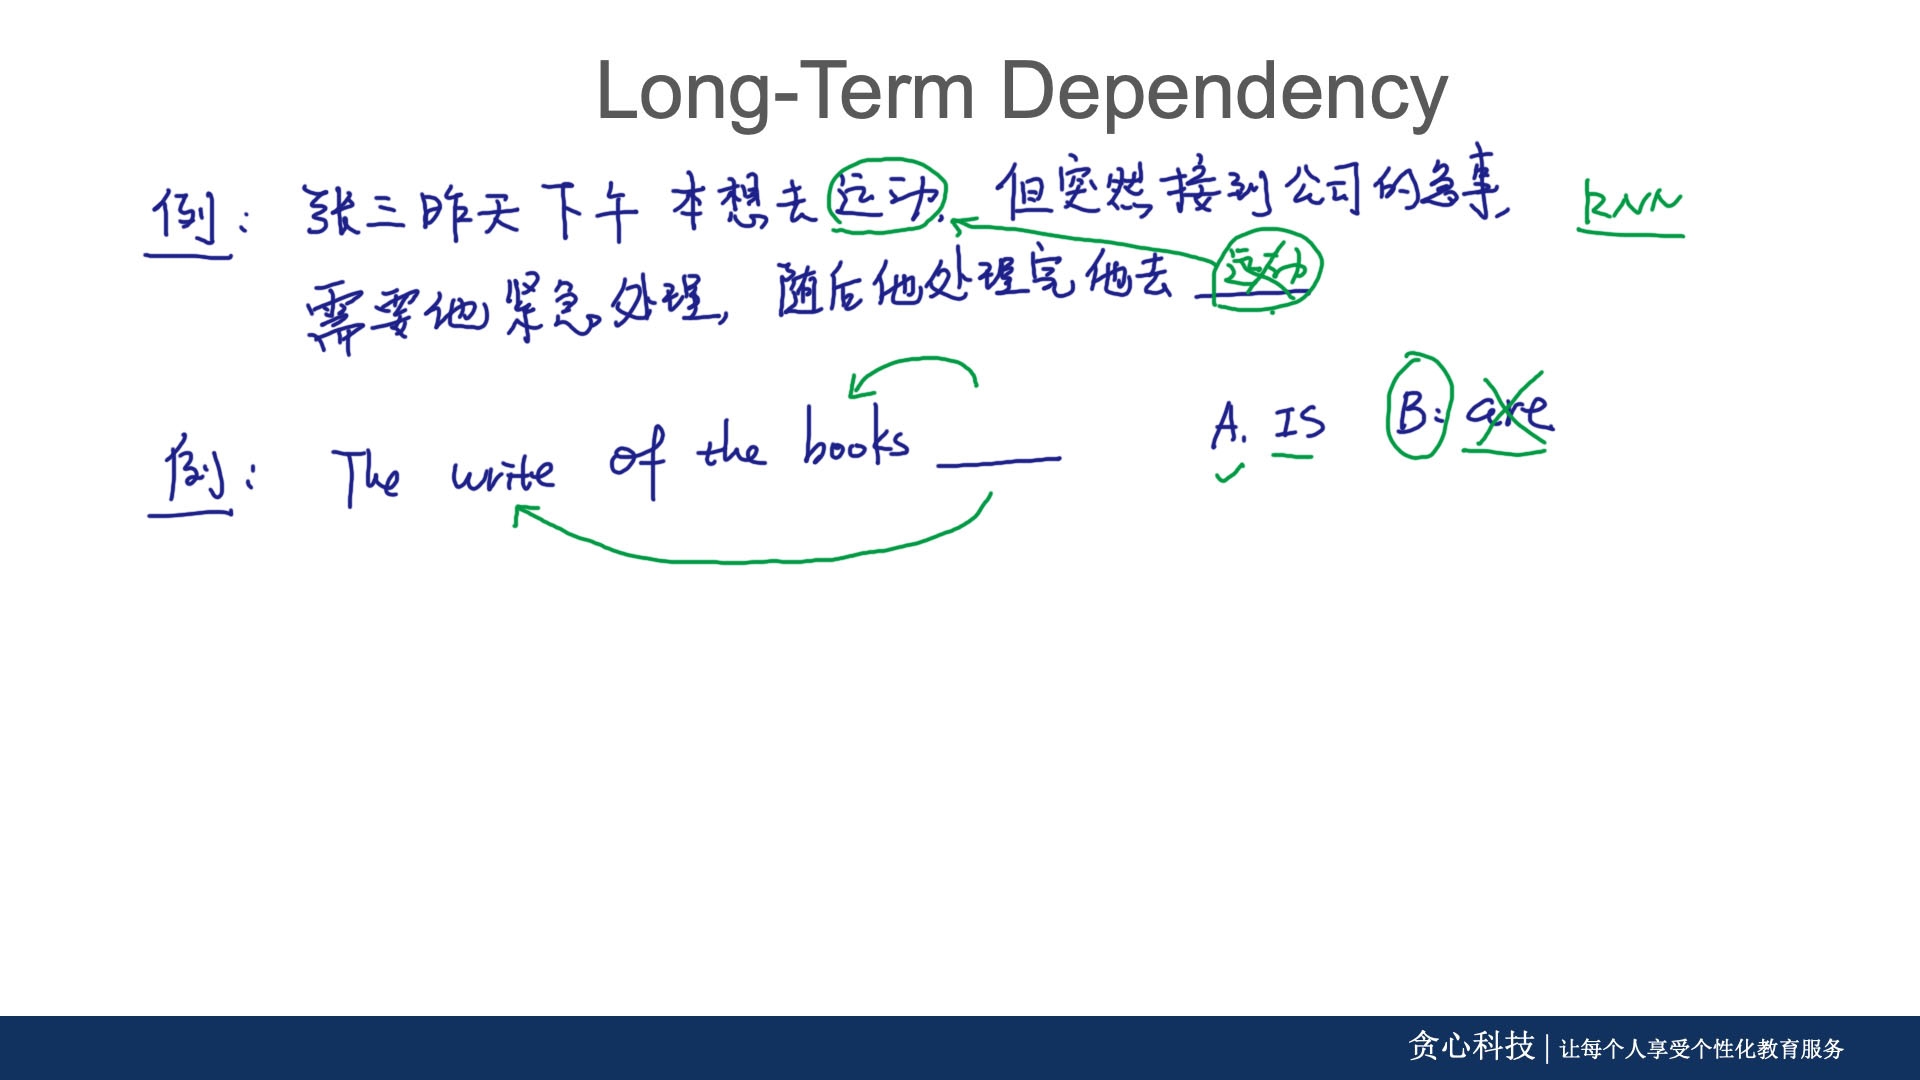 Long-Term Dependency
例: 张三昨天下午 本想去运动, 但突然接到公司的急事, RNN
需要他紧急处理, 随后他处理完他去 运动
例: The write of the books ____ A. IS B: are
贪心科技 | 让每个人享受个性化教育服务